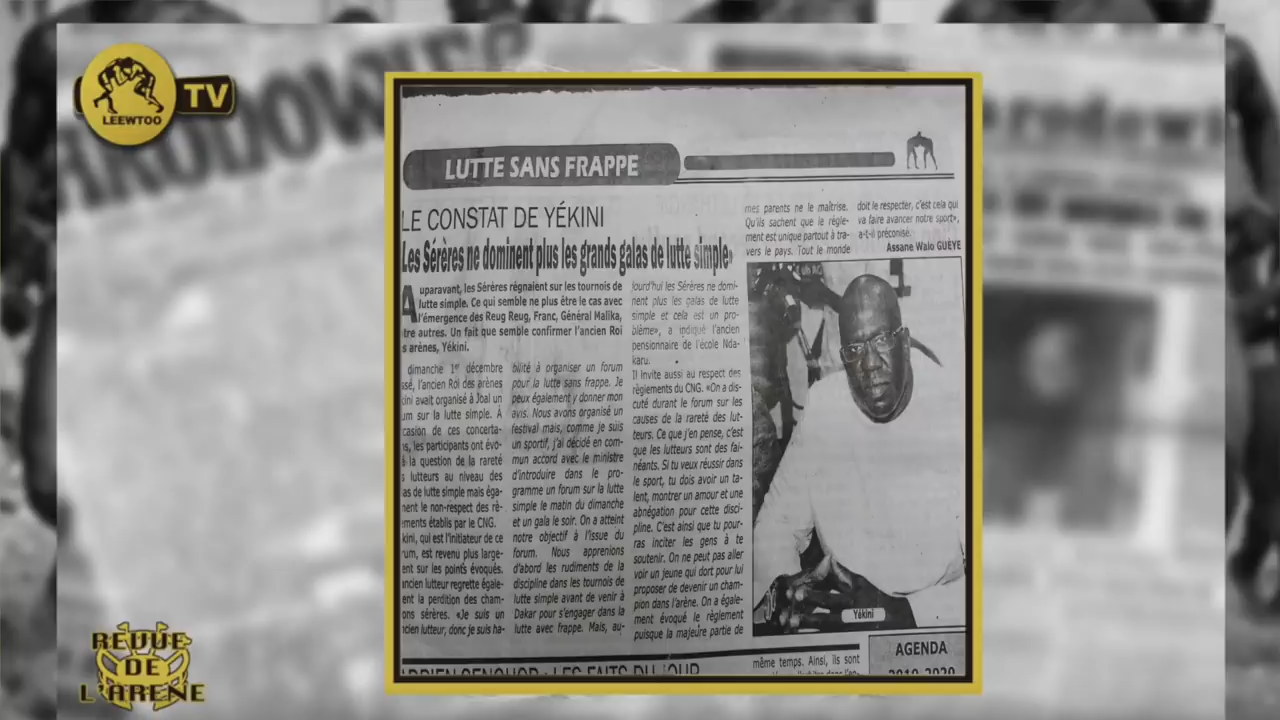 LEEWTOO
TV
LUTTE SANS FRAPPE
LE CONSTAT DE YÉKINI
Les Sérères ne dominent plus les grands galas de lutte simple»
Auparavant, les Sérères régnaient sur les tournois de
lutte simple. Ce qui semble ne plus être le cas avec
l'émergence des Reug Reug, Franc, Général Malika,
tre autres. Un fait que semble confirmer l'ancien Roi
s arènes, Yékini.
dimanche 1er décembre
ssé, l'ancien Roi des arènes
cini avait organisé à Joal un
um sur la lutte simple. À
casion de ces concerta-
s, les participants ont évo-
à la question de la rareté
s lutteurs au niveau des
as de lutte simple mais éga-
nent le non-respect des rè-
ments établis par le CNG.
kini, qui est l'initiateur de ce
rum, est revenu plus large-
ent sur les points évoqués.
ncien lutteur regrette égale-
ent la perdition des cham-
ons sérères. «Je suis un
ncien lutteur, donc je suis ha-
bilité à organiser un forum
pour la lutte sans frappe. Je
peux également y donner mon
avis. Nous avons organisé un
festival mais, comme je suis
un sportif, j'ai décidé en com-
mun accord avec le ministre
d'introduire dans le pro-
gramme un forum sur la lutte
simple le matin du dimanche
et un gala le soir. On a atteint
notre objectif à l'issue du
forum. Nous apprenions
d'abord les rudiments de la
discipline dans les tournois de
lutte simple avant de venir à
Dakar pour s'engager dans la
lutte avec frappe. Mais, au-
jourd'hui les Sérères ne domi-
nent plus les galas de lutte
simple et cela est un pro-
blème», a indiqué l'ancien
pensionnaire de l'école Nda-
karu.
Il invite aussi au respect des
règlements du CNG. «On a dis-
cuté durant le forum sur les
causes de la rareté des lut-
teurs. Ce que j'en pense, c'est
que les lutteurs sont des fai-
néants. Si tu veux réussir dans
le sport, tu dois avoir un ta-
lent, montrer un amour et une
abnégation pour cette disci-
pline. C'est ainsi que tu pour-
ras inciter les gens à te
soutenir. On ne peut pas aller
voir un jeune qui dort pour lui
proposer de devenir un cham-
pion dans l'arène. On a égale-
ment évoqué le règlement
puisque la majeure partie de
mes parents ne le maîtrise.
Qu'ils sachent que le règle-
ment est unique partout à tra-
vers le pays. Tout le monde
doit le respecter, c'est cela qui
va faire avancer notre sport»,
a-t-il préconisé.
Assane Walo GUEYE
Yékini
même temps. Ainsi, ils sont
AGENDA
2019-2020
REVUE
DE
L'ARENE